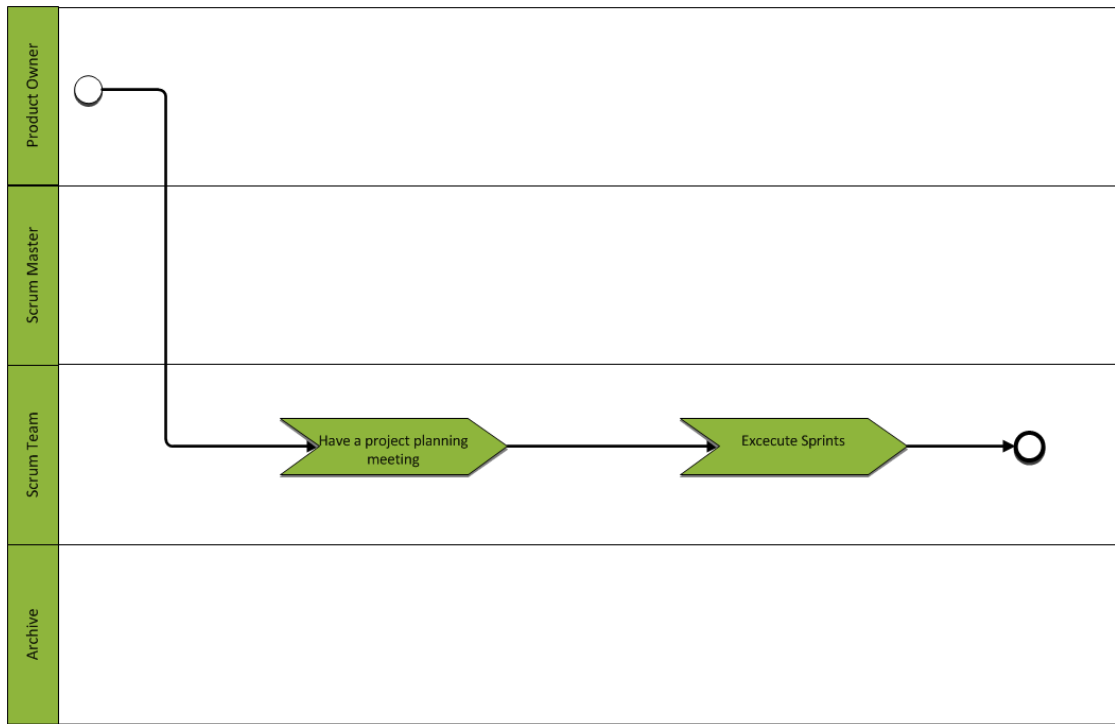 Product Owner
Scrum Master
Scrum Team
Have a project planning
meeting
Excecute Sprints
Archive